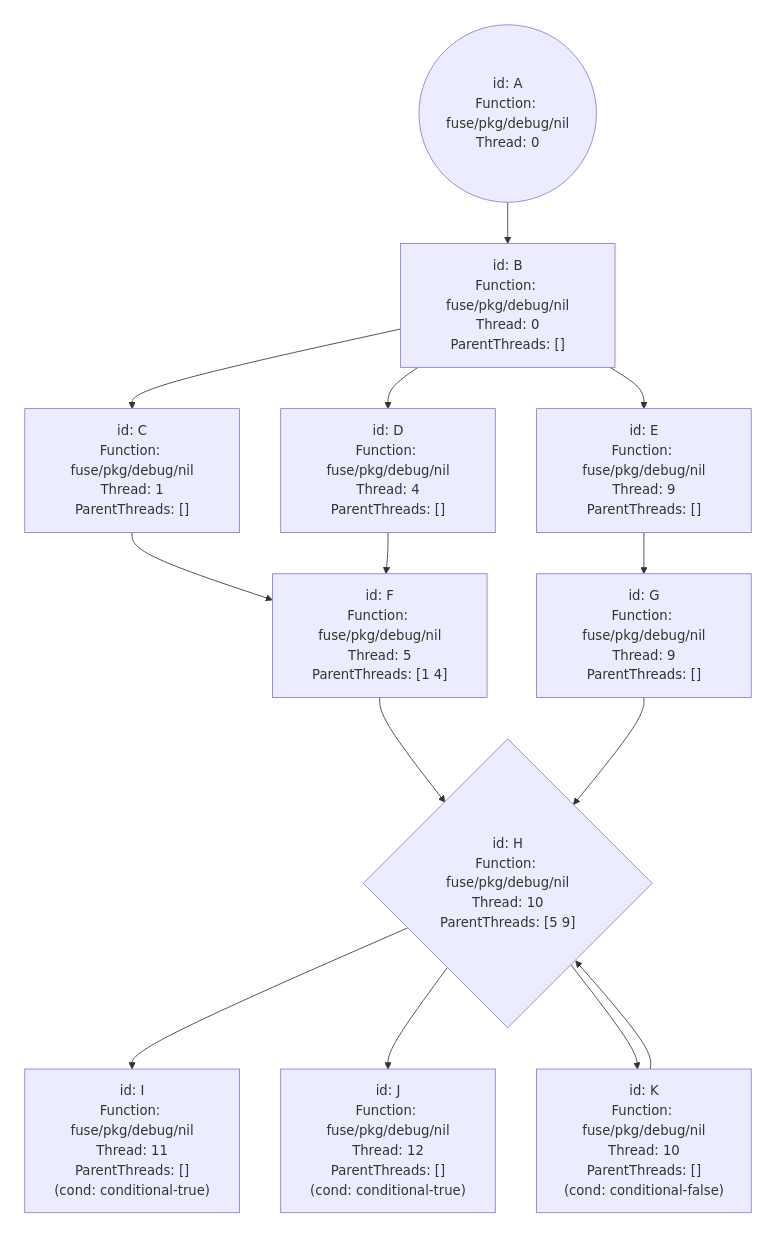 id: A
Function:
fuse/pkg/debug/nil
Thread: 0
id: B
Function:
fuse/pkg/debug/nil
Thread: 0
ParentThreads: []
id: C
Function:
fuse/pkg/debug/nil
Thread: 1
ParentThreads: []
id: D
Function:
fuse/pkg/debug/nil
Thread: 4
ParentThreads: []
id: E
Function:
fuse/pkg/debug/nil
Thread: 9
ParentThreads: []
id: F
Function:
fuse/pkg/debug/nil
Thread: 5
ParentThreads: [1 4]
id: G
Function:
fuse/pkg/debug/nil
Thread: 9
ParentThreads: []
id: H
Function:
fuse/pkg/debug/nil
Thread: 10
ParentThreads: [5 9]
id: I
Function:
fuse/pkg/debug/nil
Thread: 11
ParentThreads: []
(cond: conditional-true)
id: J
Function:
fuse/pkg/debug/nil
Thread: 12
ParentThreads: []
(cond: conditional-true)
id: K
Function:
fuse/pkg/debug/nil
Thread: 10
ParentThreads: []
(cond: conditional-false)